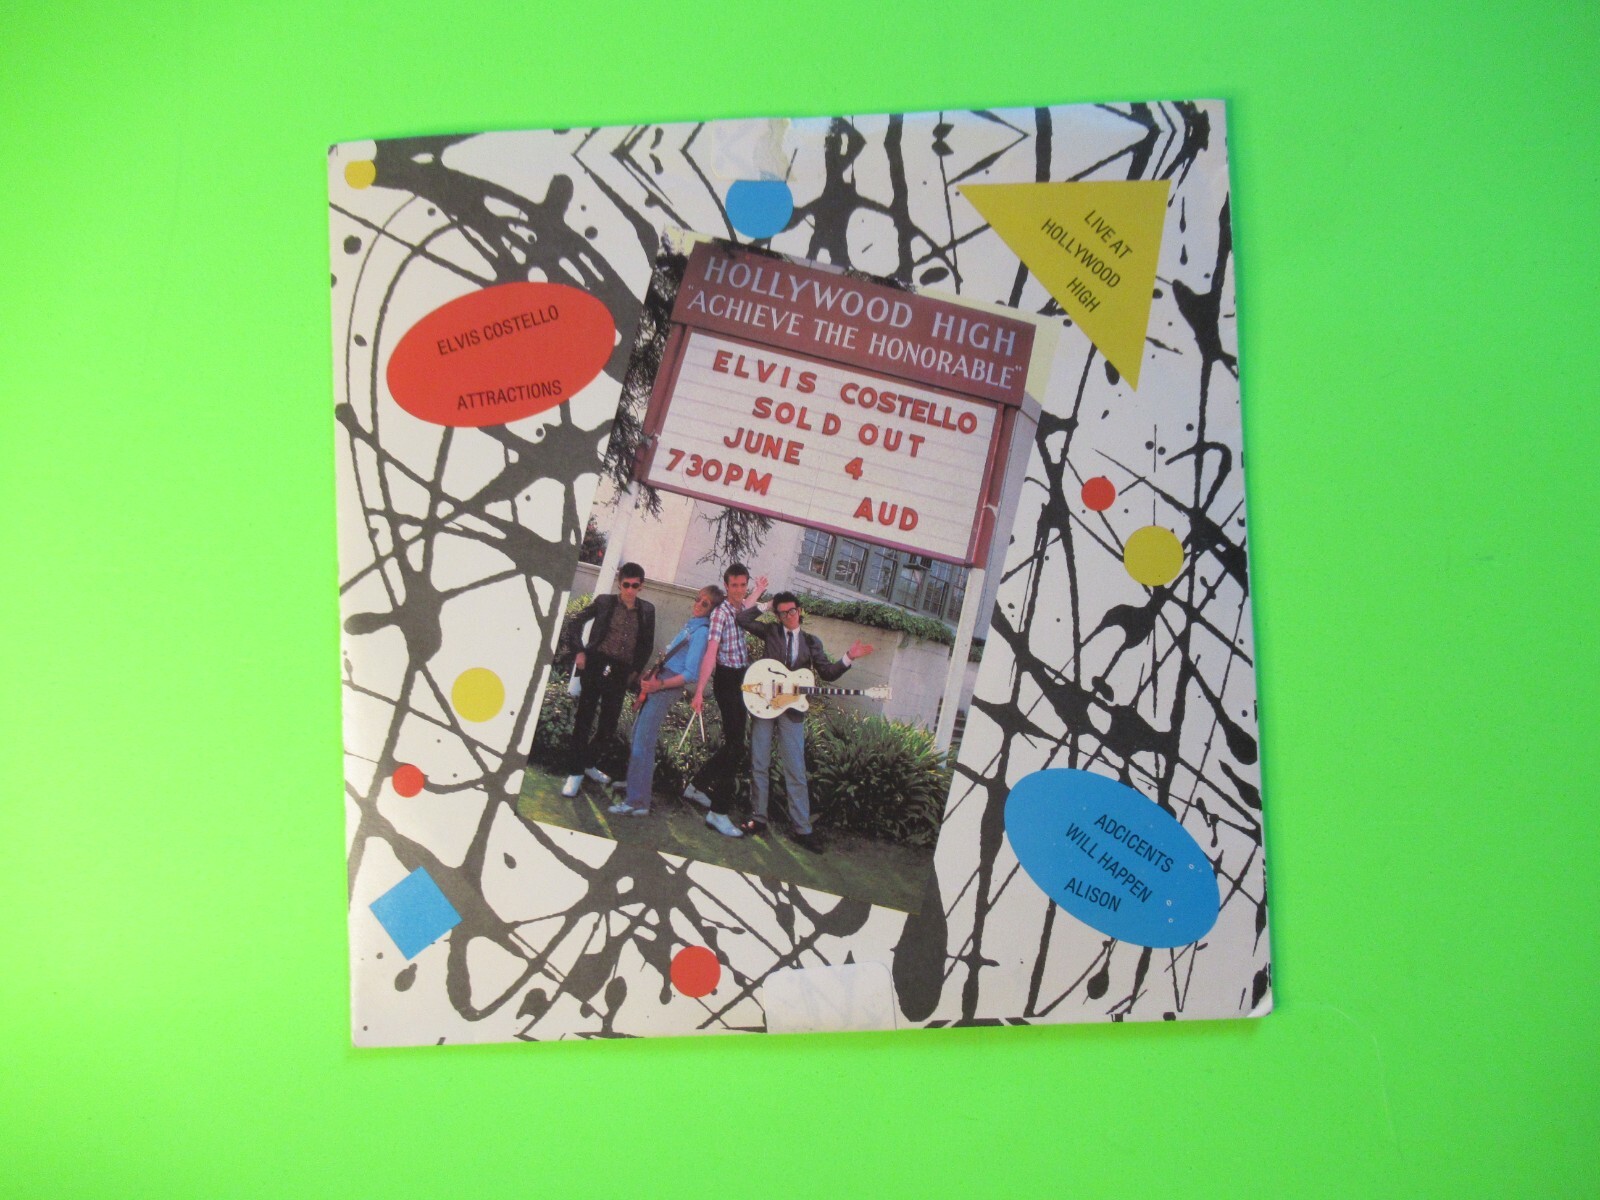 ELVIS COSTELLO
ATTRACTIONS
LIVE AT
HOLLYWOOD
HIGH
HOLLYWOOD HIGH
"ACHIEVE THE HONORABLE"
ELVIS COSTELLO
SOLD OUT
JUNE 4
730PM AUD
ADCICENTS
WILL HAPPEN
ALISON